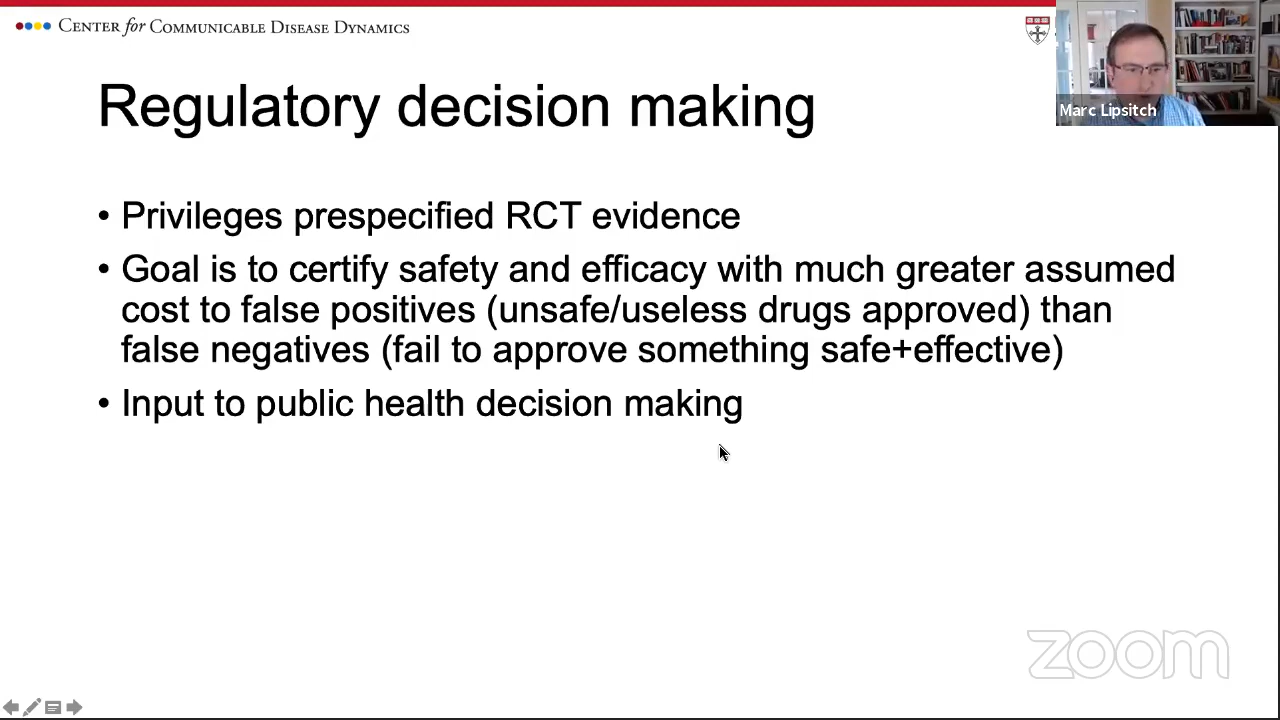 CENTER for COMMUNICABLE DISEASE DYNAMICS
Marc Lipsitch
Regulatory decision making
• Privileges prespecified RCT evidence
• Goal is to certify safety and efficacy with much greater assumed
cost to false positives (unsafe/useless drugs approved) than
false negatives (fail to approve something safe+effective)
• Input to public health decision making
zoom